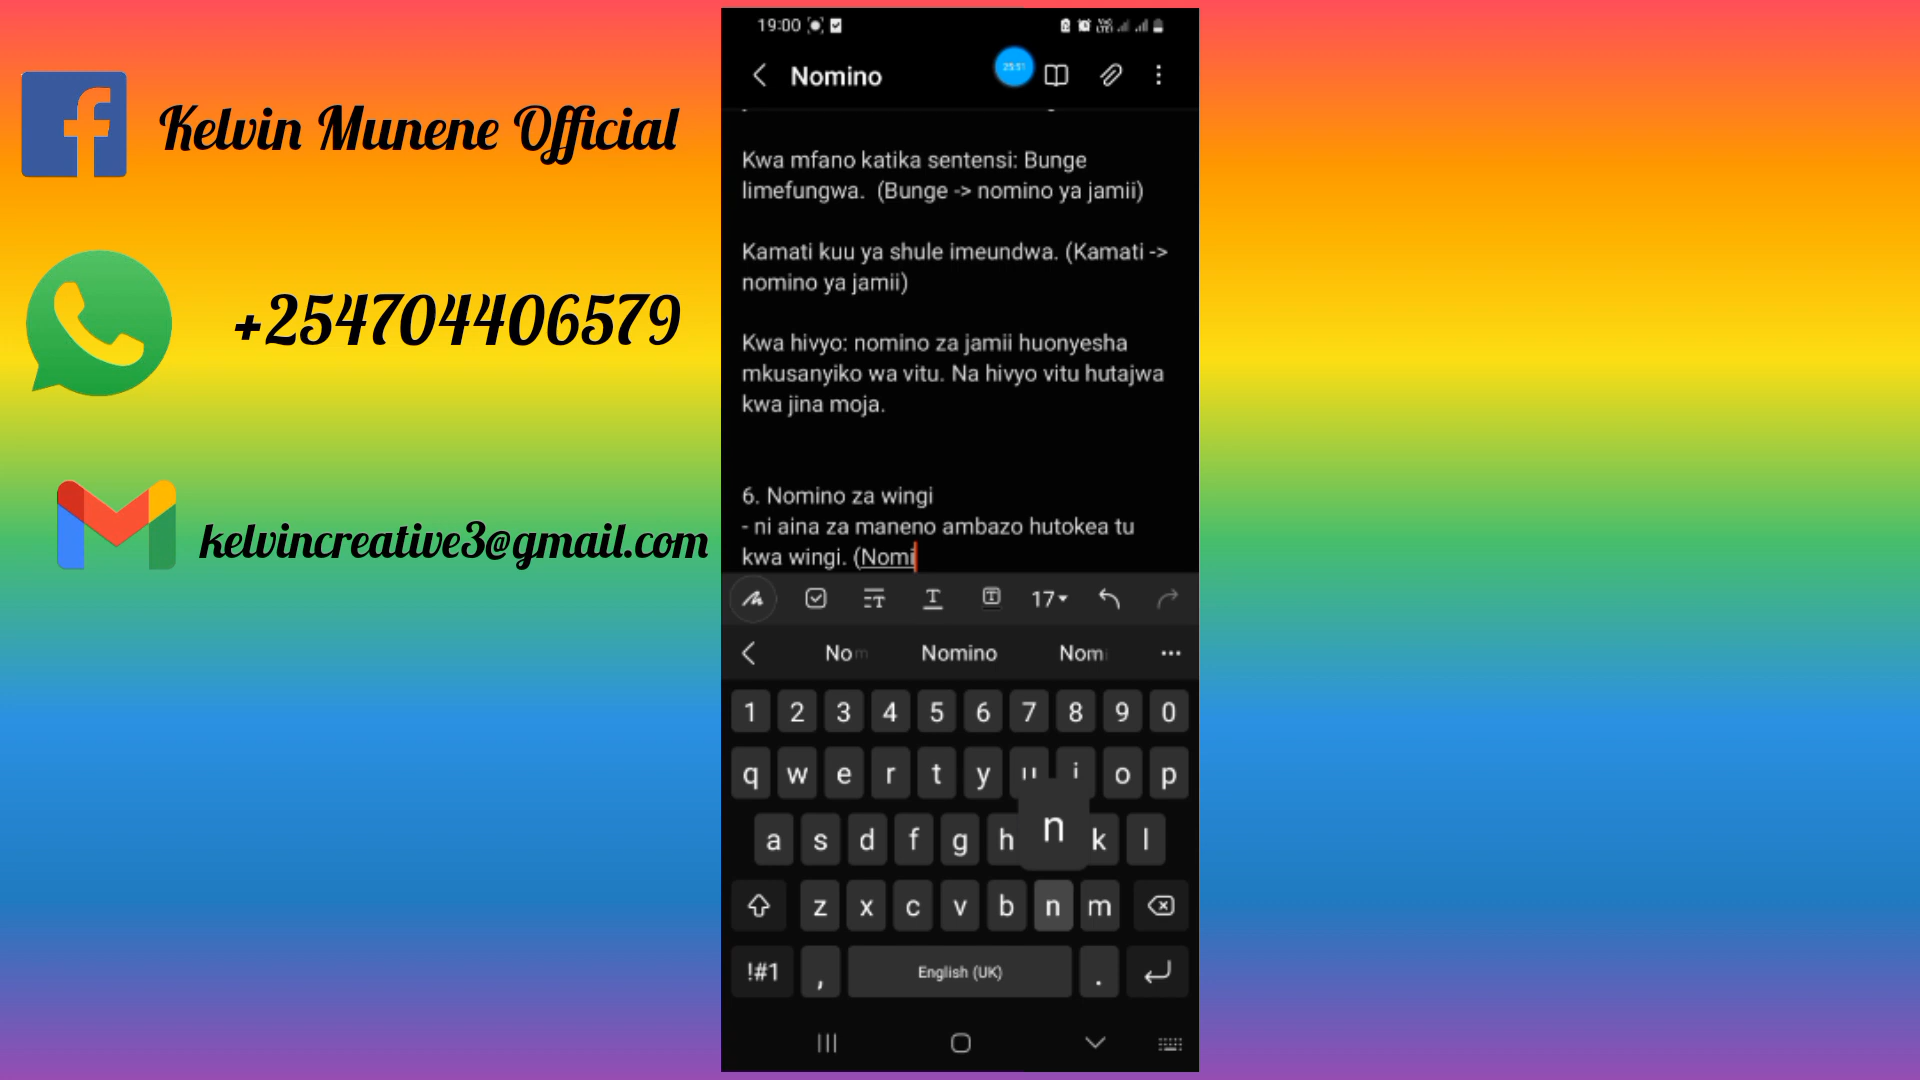 Kelvin Munene Official
+254704406579
kelvincreative3@gmail.com
19:00
Nomino
25:51
Kwa mfano katika sentensi: Bunge
limefungwa. (Bunge -> nomino ya jamii)
Kamati kuu ya shule imeundwa. (Kamati ->
nomino ya jamii)
Kwa hivyo: nomino za jamii huonyesha
mkusanyiko wa vitu. Na hivyo vitu hutajwa
kwa jina moja.
6. Nomino za wingi
- ni aina za maneno ambazo hutokea tu
kwa wingi. (Nomi
17
Nom Nomino Nomi
1 2 3 4 5 6 7 8 9 0
q w e r t y u i o p
a s d f g h n k l
z x c v b n m
!#1 , English (UK) .